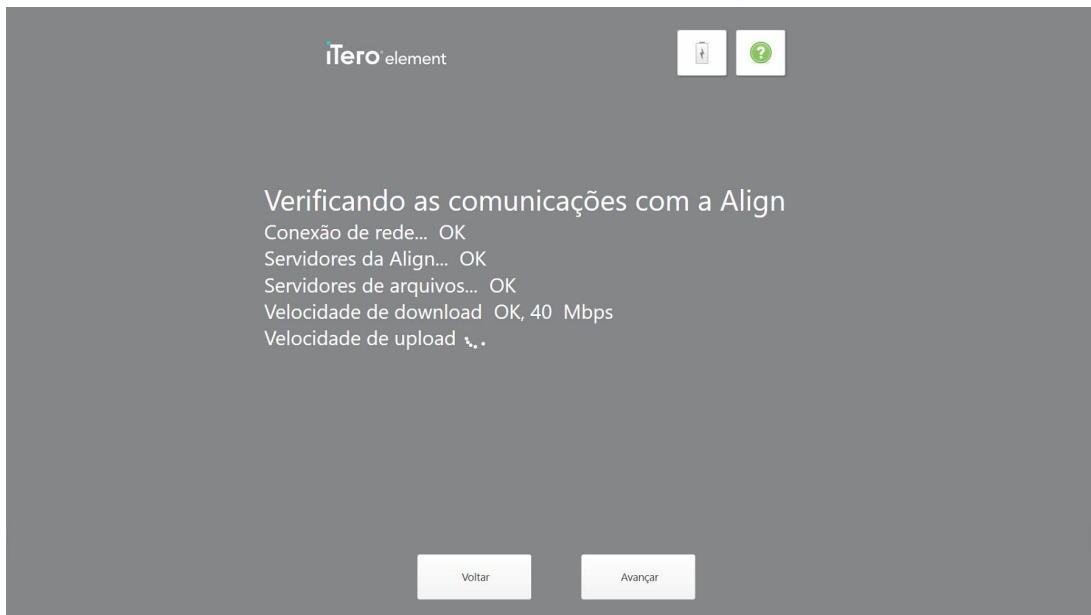 iTero element
?
Verificando as comunicações com a Align
Conexão de rede... OK
Servidores da Align... OK
Servidores de arquivos... OK
Velocidade de download OK, 40 Mbps
Velocidade de upload
Voltar Avançar